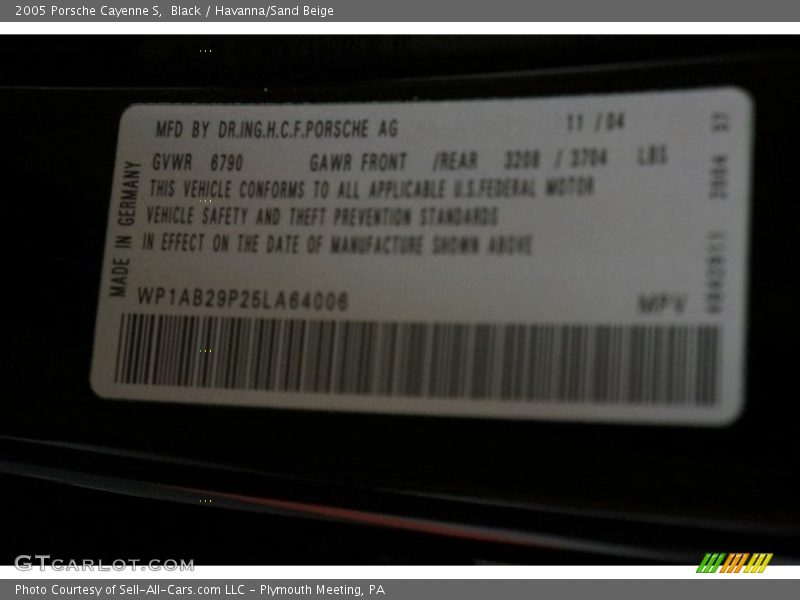 2005 Porsche Cayenne S,  Black / Havanna/Sand Beige
MFD BY DR.ING.H.C.F.PORSCHE AG 11 /04
GVWR 6790 GAWR FRONT /REAR 3208 / 3704 LBS
THIS VEHICLE CONFORMS TO ALL APPLICABLE U.S.FEDERAL MOTOR
VEHICLE SAFETY AND THEFT PREVENTION STANDARDS
IN EFFECT ON THE DATE OF MANUFACTURE SHOWN ABOVE
MADE IN GERMANY
WP1AB29P25LA64006 MPV
GTCARLOT.COM
Photo Courtesy of Sell-All-Cars.com LLC - Plymouth Meeting, PA